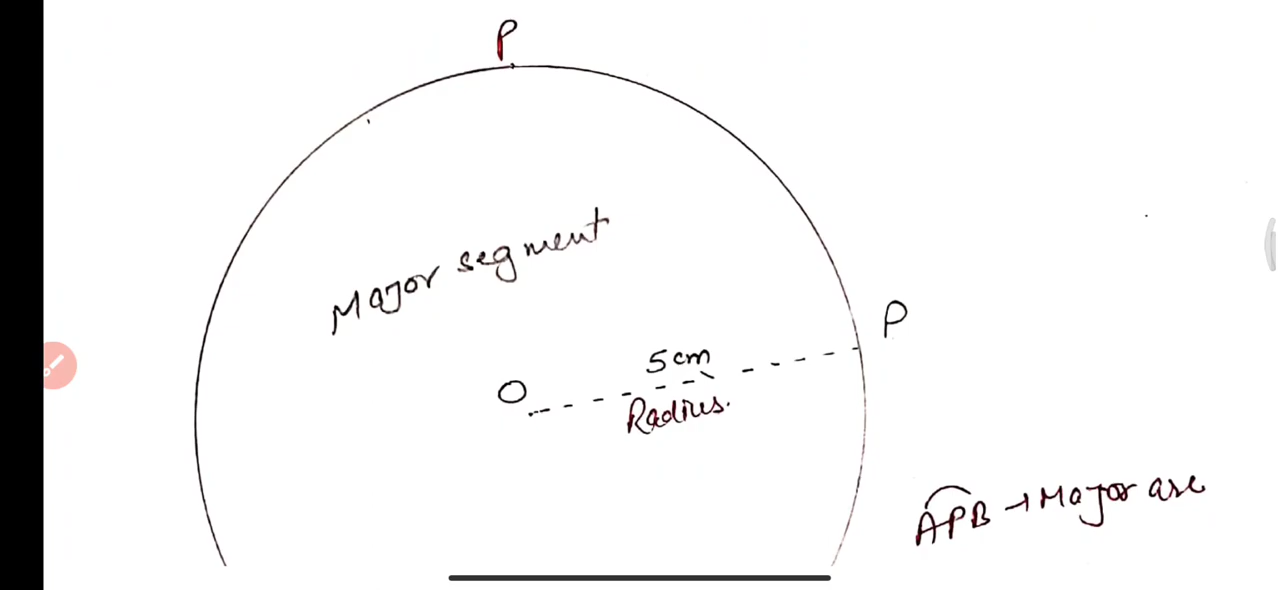 P
Major segment
P
5cm
O
Radius.
APB → Major arc